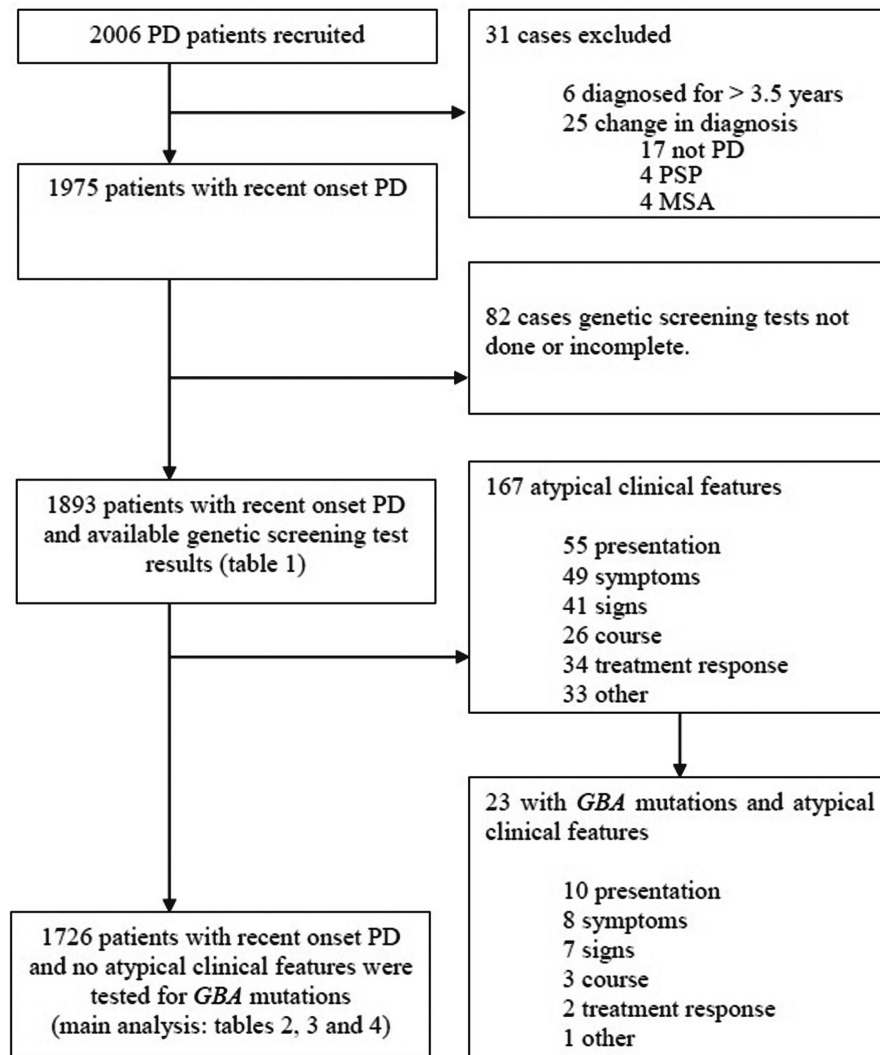 2006 PD patients recruited
31 cases excluded
6 diagnosed for > 3.5 years
25 change in diagnosis
17 not PD
4 PSP
4 MSA
1975 patients with recent onset PD
82 cases genetic screening tests not
done or incomplete.
1893 patients with recent onset PD
and available genetic screening test
results (table 1)
167 atypical clinical features
55 presentation
49 symptoms
41 signs
26 course
34 treatment response
33 other
23 with GBA mutations and atypical
clinical features
10 presentation
8 symptoms
7 signs
3 course
2 treatment response
1 other
1726 patients with recent onset PD
and no atypical clinical features were
tested for GBA mutations
(main analysis: tables 2, 3 and 4)